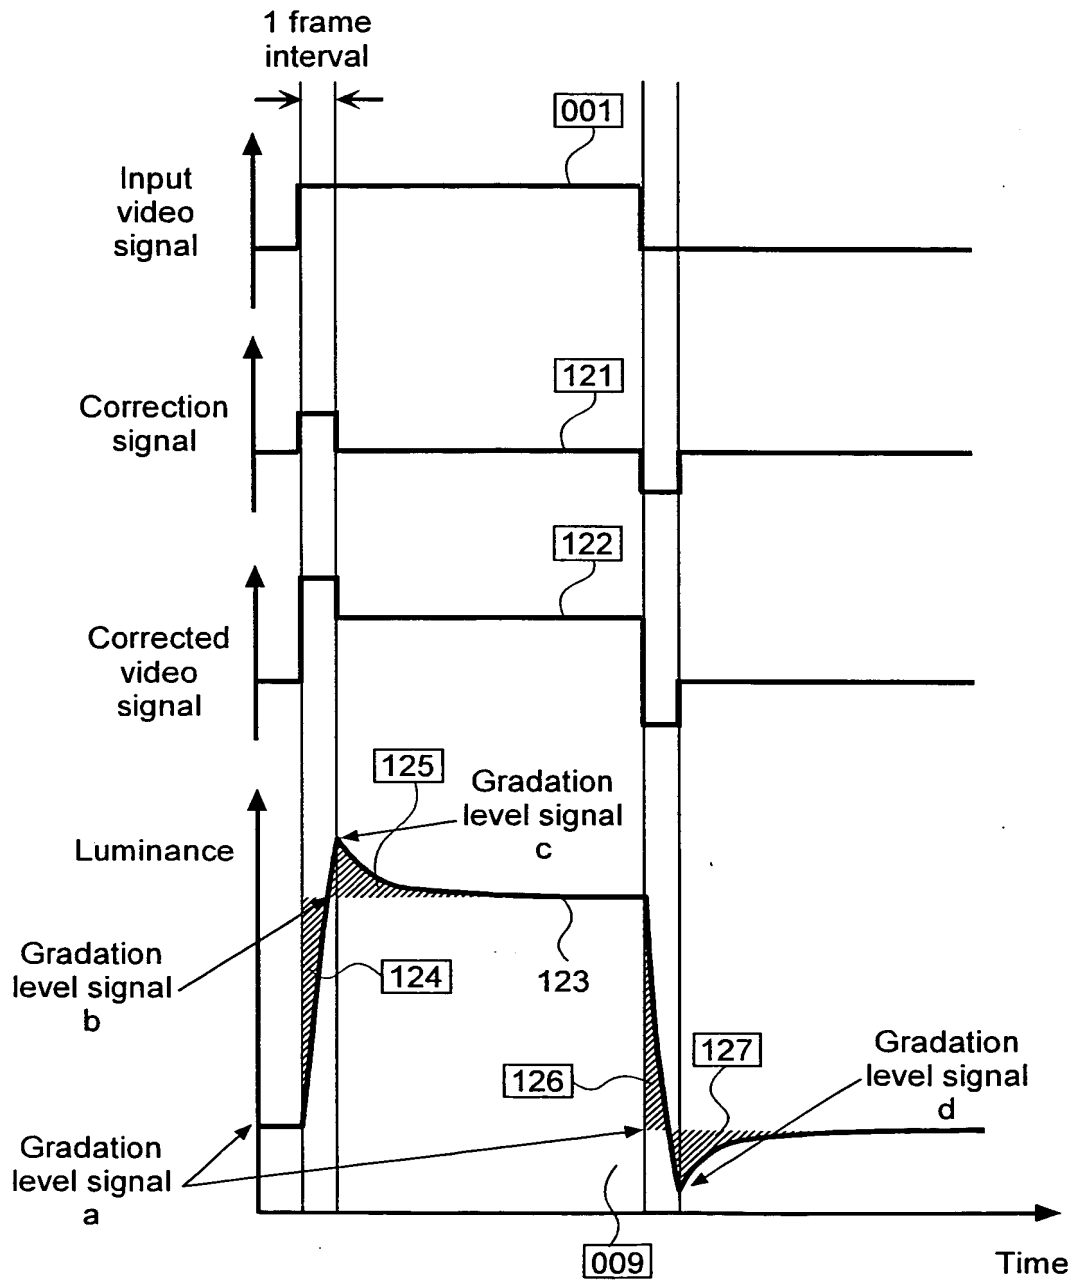 1 frame
interval
001
Input
video
signal
121
Correction
signal
122
Corrected
video
signal
125
Gradation
level signal
c
Luminance
Gradation
level signal
b
124
123
126
127
Gradation
level signal
d
Gradation
level signal
a
009
Time